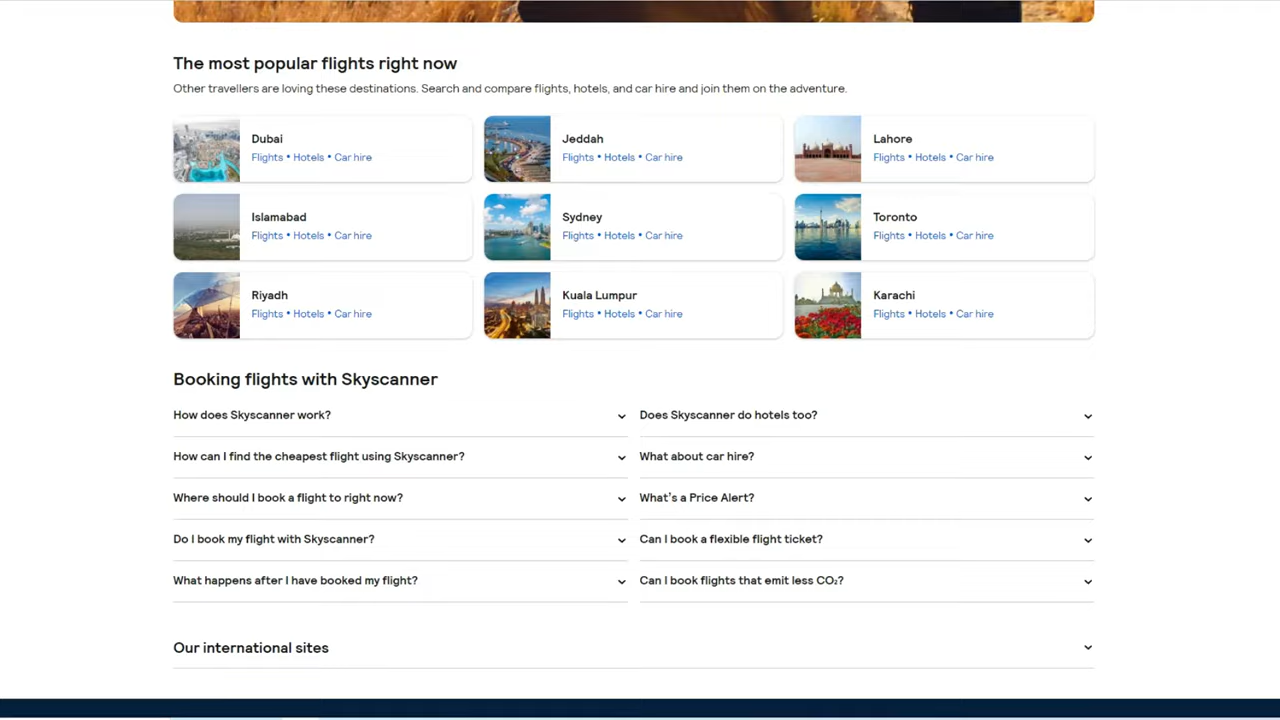 The most popular flights right now
Other travellers are loving these destinations. Search and compare flights, hotels, and car hire and join them on the adventure.
Dubai
Flights • Hotels • Car hire
Jeddah
Flights • Hotels • Car hire
Lahore
Flights • Hotels • Car hire
Islamabad
Flights • Hotels • Car hire
Sydney
Flights • Hotels • Car hire
Toronto
Flights • Hotels • Car hire
Riyadh
Flights • Hotels • Car hire
Kuala Lumpur
Flights • Hotels • Car hire
Karachi
Flights • Hotels • Car hire
Booking flights with Skyscanner
How does Skyscanner work?
How can I find the cheapest flight using Skyscanner?
Where should I book a flight to right now?
Do I book my flight with Skyscanner?
What happens after I have booked my flight?
Does Skyscanner do hotels too?
What about car hire?
What's a Price Alert?
Can I book a flexible flight ticket?
Can I book flights that emit less CO₂?
Our international sites